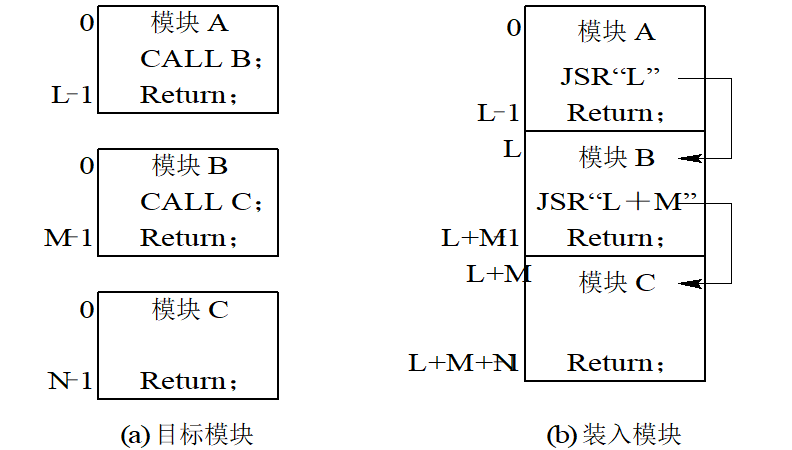 0
模块 A
CALL B；
L-1
Return；
0
模块 B
CALL C；
M-1
Return；
0
模块 C
N-1
Return；
(a) 目标模块
0
模块 A
JSR“L”
L-1
Return；
L
模块 B
JSR“L＋M”
L+M-1
Return；
L+M
模块 C
L+M+N-1
Return；
(b) 装入模块